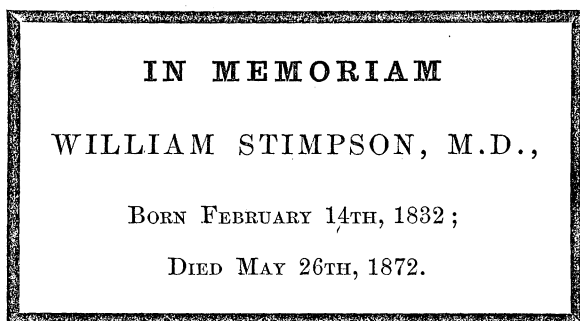 IN MEMORIAM
WILLIAM STIMPSON, M.D.,
BORN FEBRUARY 14TH, 1832;
DIED MAY 26TH, 1872.